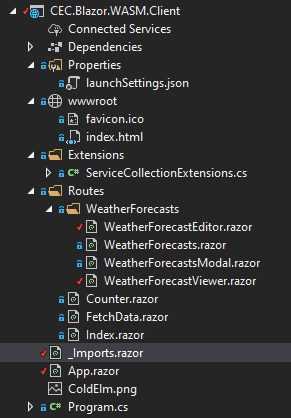 CEC.Blazor.WASM.Client
Connected Services
Dependencies
Properties
launchSettings.json
wwwroot
favicon.ico
index.html
Extensions
C# ServiceCollectionExtensions.cs
Routes
WeatherForecasts
WeatherForecastEditor.razor
WeatherForecasts.razor
WeatherForecastsModal.razor
WeatherForecastViewer.razor
Counter.razor
FetchData.razor
Index.razor
_Imports.razor
App.razor
ColdElm.png
C# Program.cs